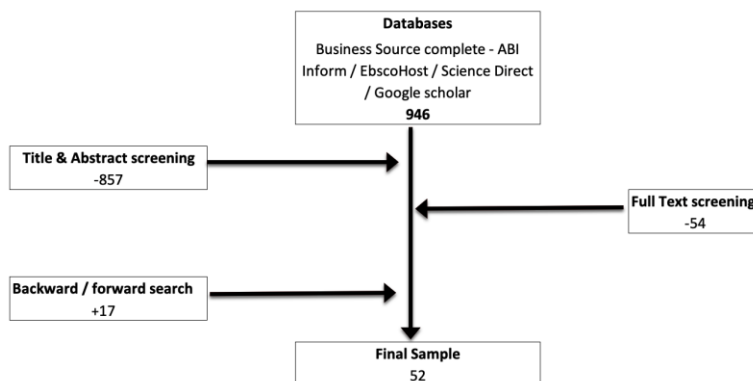 Databases
Business Source complete - ABI
Inform / EbscoHost / Science Direct
/ Google scholar
946
Title & Abstract screening
-857
Full Text screening
-54
Backward / forward search
+17
Final Sample
52